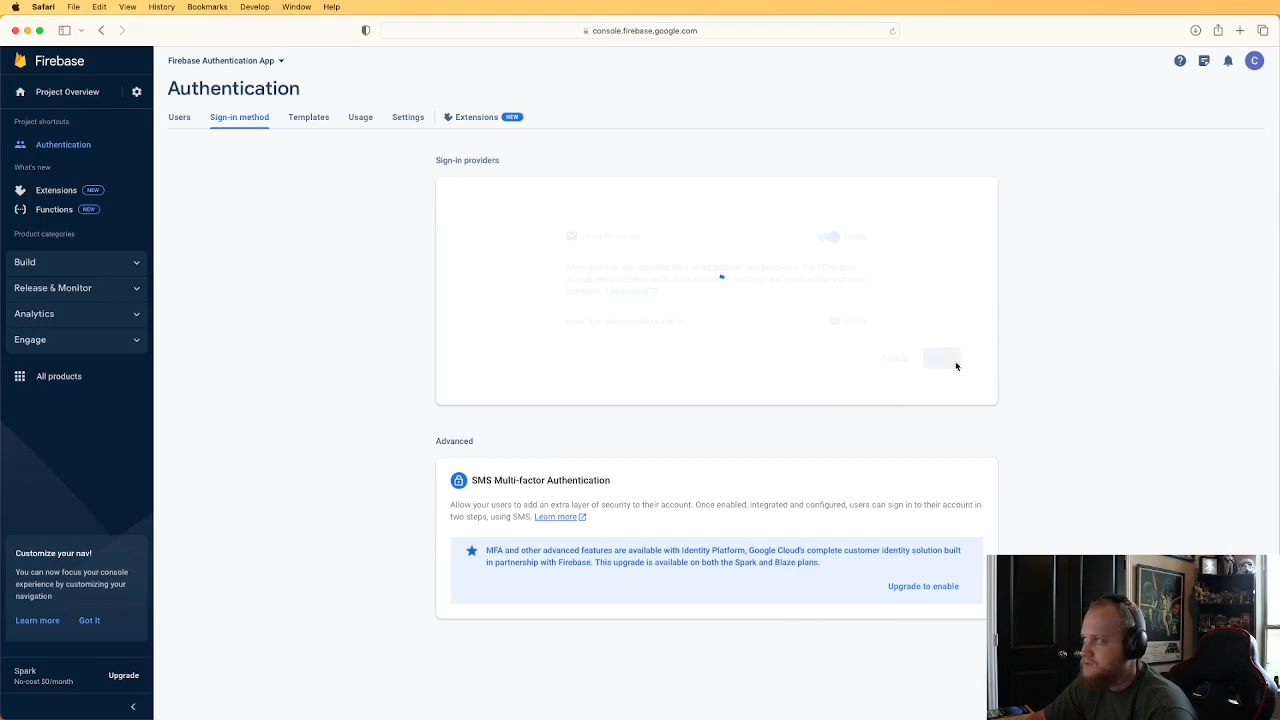 Safari File Edit View History Bookmarks Develop Window Help
console.firebase.google.com
Firebase
Firebase Authentication App
C
Authentication
Project Overview
Users Sign-in method Templates Usage Settings Extensions NEW
Project shortcuts
Authentication
What's new
Extensions NEW
Functions NEW
Product categories
Build
Release & Monitor
Analytics
Engage
All products
Customize your nav!
You can now focus your console
experience by customizing your
navigation
Learn more Got it
Spark
No-cost $0/month
Upgrade
Sign-in providers
Enable
Learn more
Cancel
Advanced
SMS Multi-factor Authentication
Allow your users to add an extra layer of security to their account. Once enabled, integrated and configured, users can sign in to their account in
two steps, using SMS. Learn more
MFA and other advanced features are available with Identity Platform, Google Cloud's complete customer identity solution built
in partnership with Firebase. This upgrade is available on both the Spark and Blaze plans.
Upgrade to enable